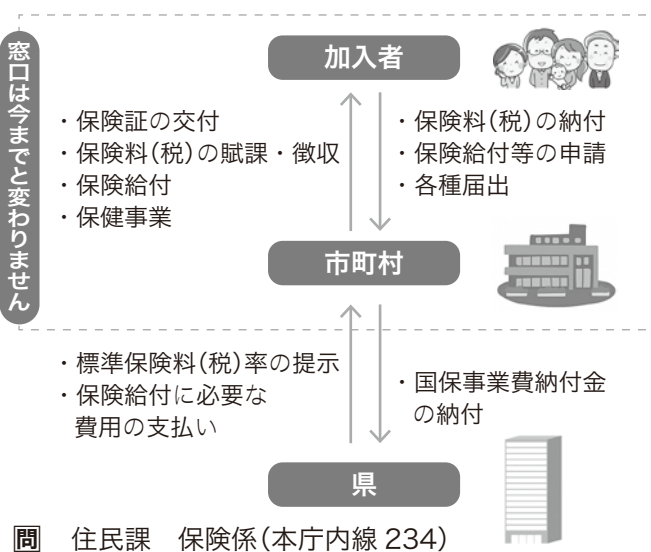 窓口は今までと変わりません
加入者
・保険証の交付
・保険料(税)の賦課・徴収
・保険給付
・保健事業
・保険料(税)の納付
・保険給付等の申請
・各種届出
市町村
・標準保険料(税)率の提示
・保険給付に必要な
費用の支払い
・国保事業費納付金
の納付
県
問 住民課 保険係(本庁内線 234)